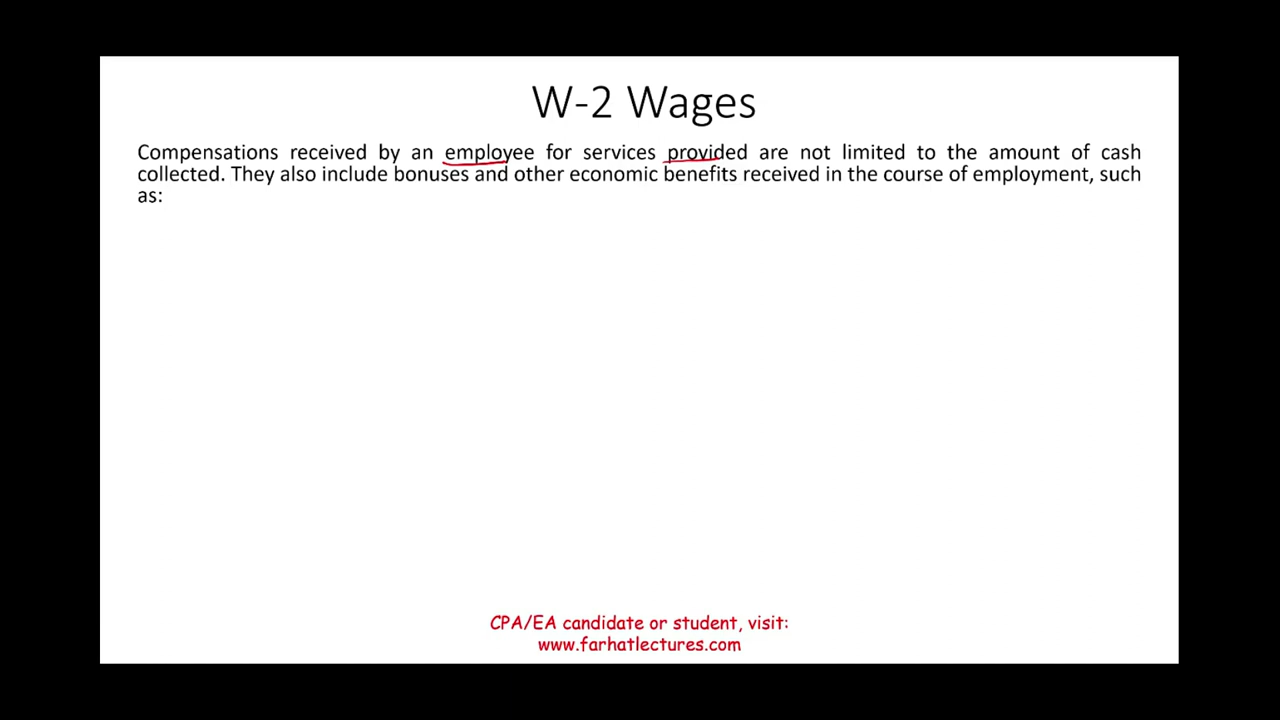 W-2 Wages
Compensations received by an employee for services provided are not limited to the amount of cash
collected. They also include bonuses and other economic benefits received in the course of employment, such
as:
CPA/EA candidate or student, visit:
www.farhatlectures.com